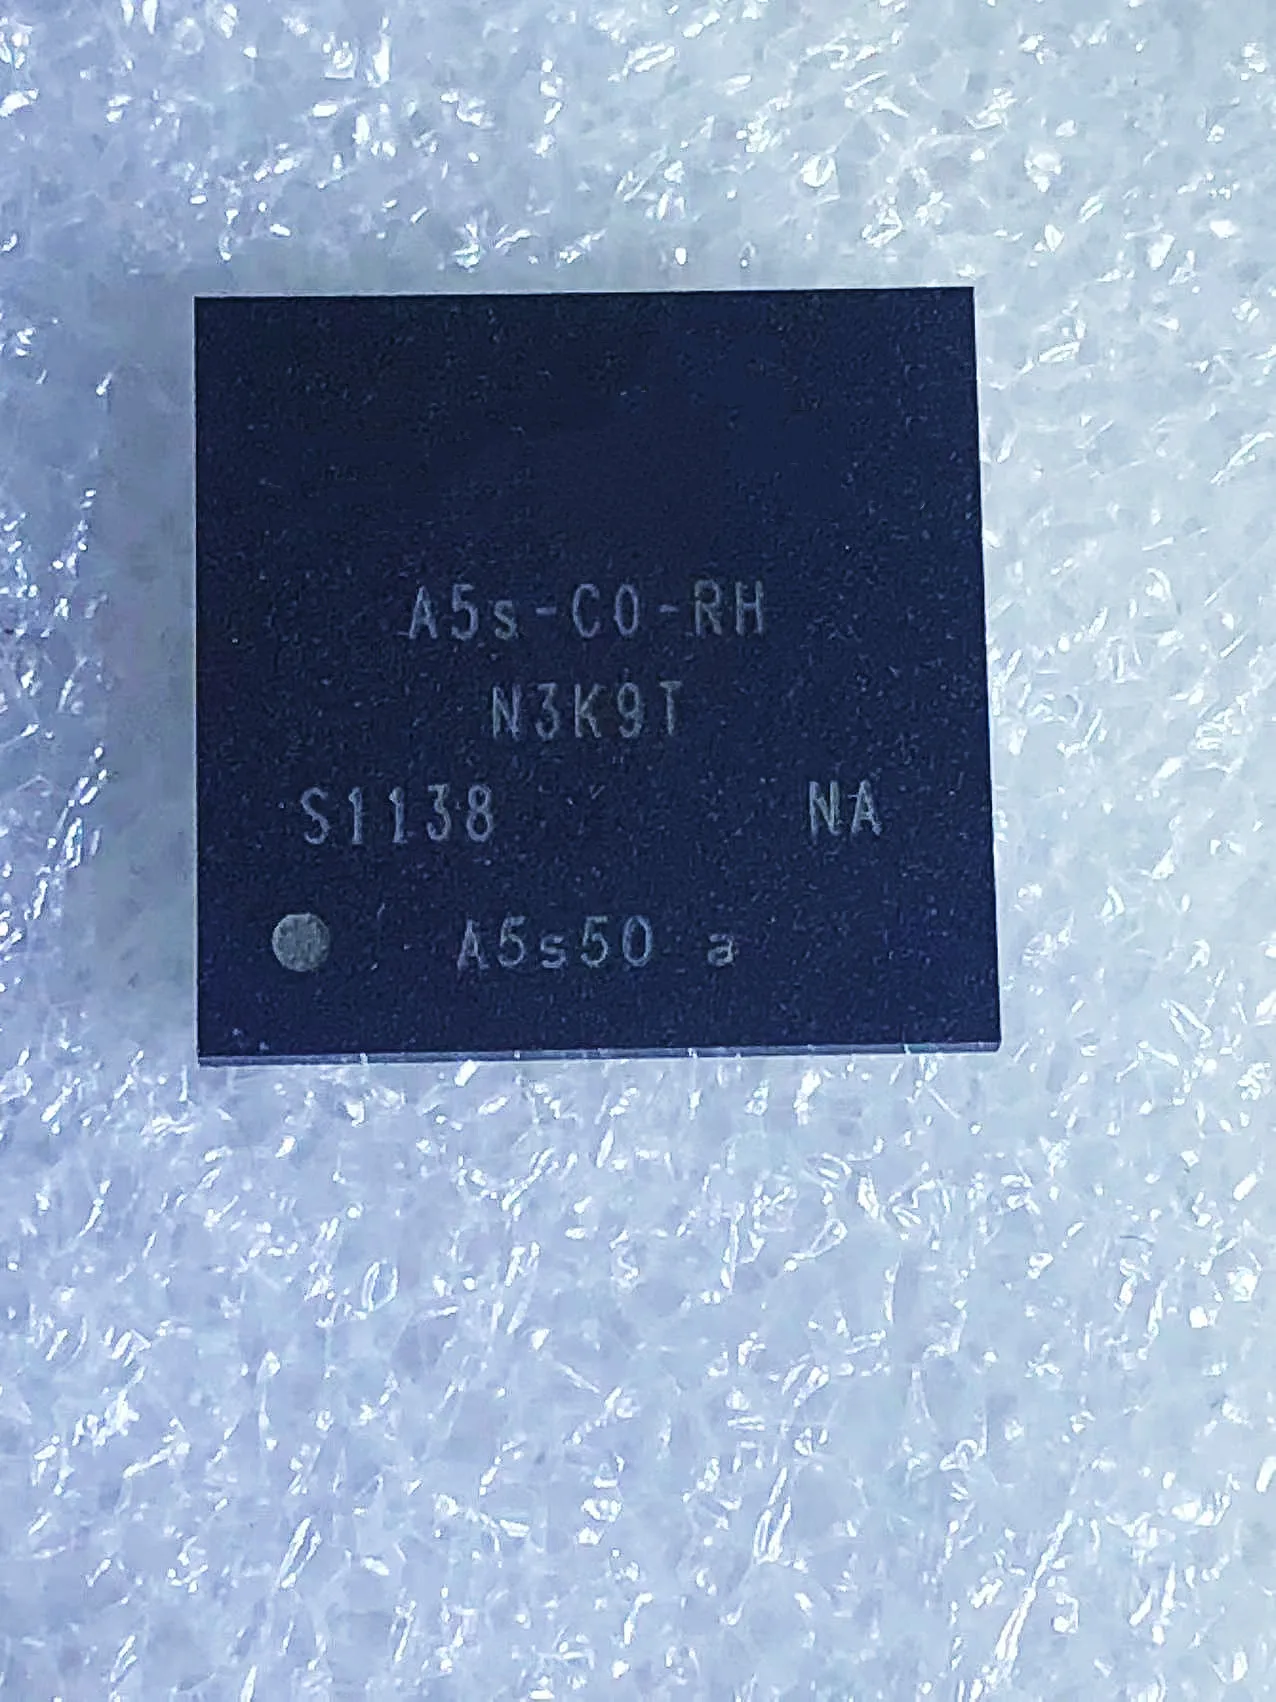 A5s-C0-RH
N3K9T
S1138 NA
A5s50 a